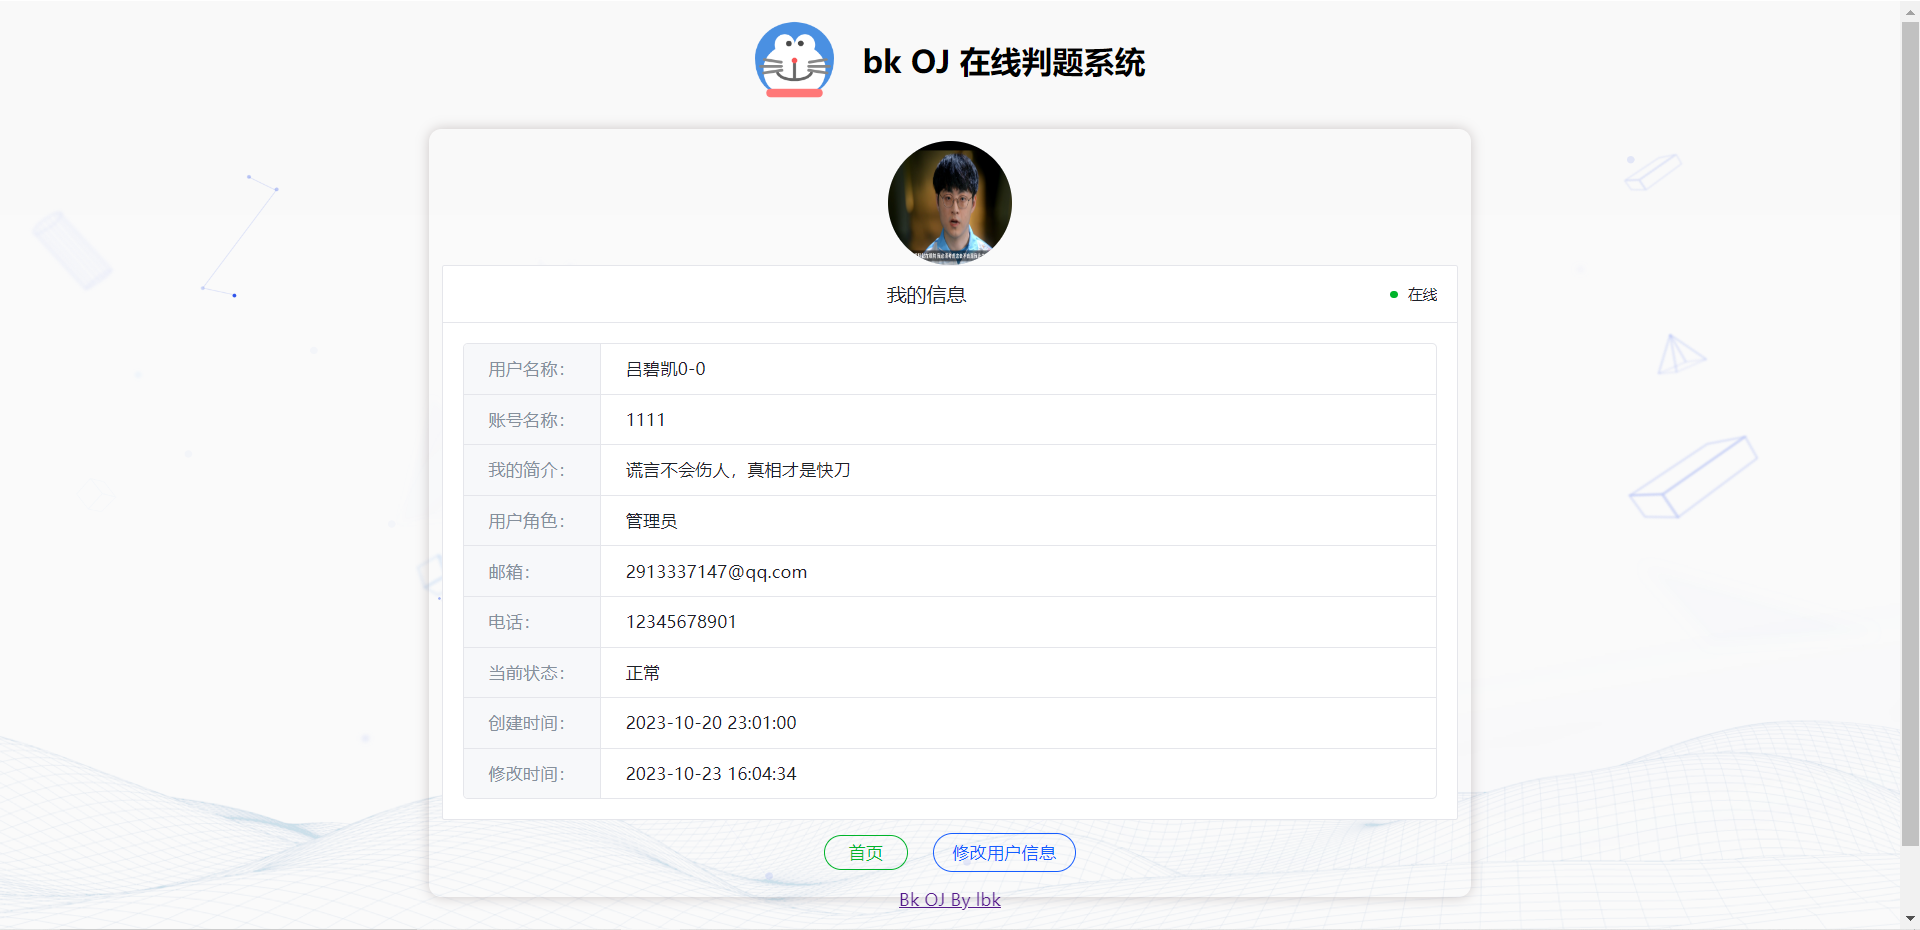 bk OJ 在线判题系统
我的信息
在线
用户名称：
吕碧凯0-0
账号名称：
1111
我的简介：
谎言不会伤人，真相才是快刀
用户角色：
管理员
邮箱：
2913337147@qq.com
电话：
12345678901
当前状态：
正常
创建时间：
2023-10-20 23:01:00
修改时间：
2023-10-23 16:04:34
首页
修改用户信息
Bk OJ By lbk